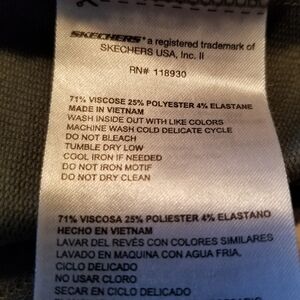 SKECHERS® a registered trademark of
SKECHERS USA, Inc. II
RN# 118930
71% VISCOSE 25% POLYESTER 4% ELASTANE
MADE IN VIETNAM
WASH INSIDE OUT WITH LIKE COLORS
MACHINE WASH COLD DELICATE CYCLE
DO NOT BLEACH
TUMBLE DRY LOW
COOL IRON IF NEEDED
DO NOT IRON MOTIF
DO NOT DRY CLEAN
71% VISCOSA 25% POLIESTER 4% ELASTANO
HECHO EN VIETNAM
LAVAR DEL REVÉS CON COLORES SIMILARES
LAVADO EN MAQUINA CON AGUA FRIA,
CICLO DELICADO
NO USAR CLORO
SECAR EN CICLO DELICADO